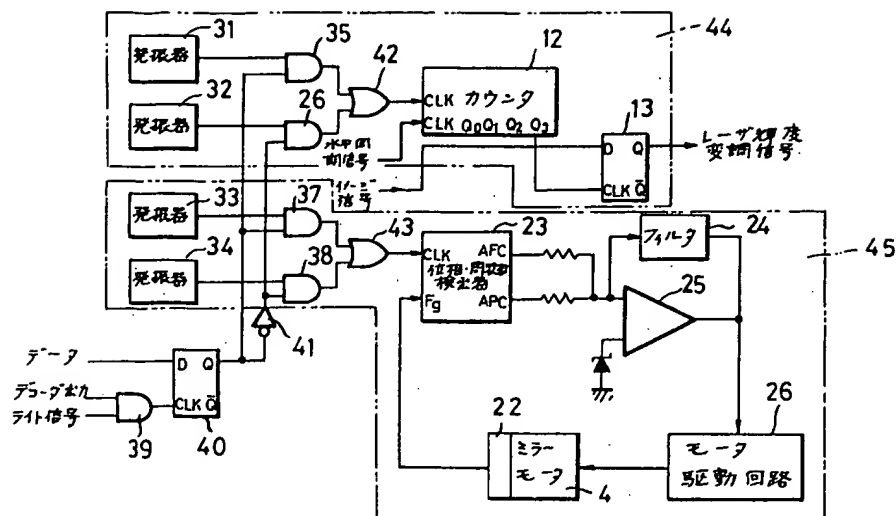 31
発振器
35
12
44
42
カウンタ
32
発振器
26
CLK
CLK
Q0 Q1 Q2 Q3
13
水平同
期信号
D Q
CLK Q̅
レーザ輝度
変調信号
イメージ
信号
33
発振器
37
23
24
フィルタ
45
43
34
発振器
38
CLK AFC
位相・周波数
検出器
Fg APC
25
41
データ
D Q
デコーダ出力
ライト信号
CLK Q̅
39
40
22
ミラー
モータ
4
26
モータ
駆動回路